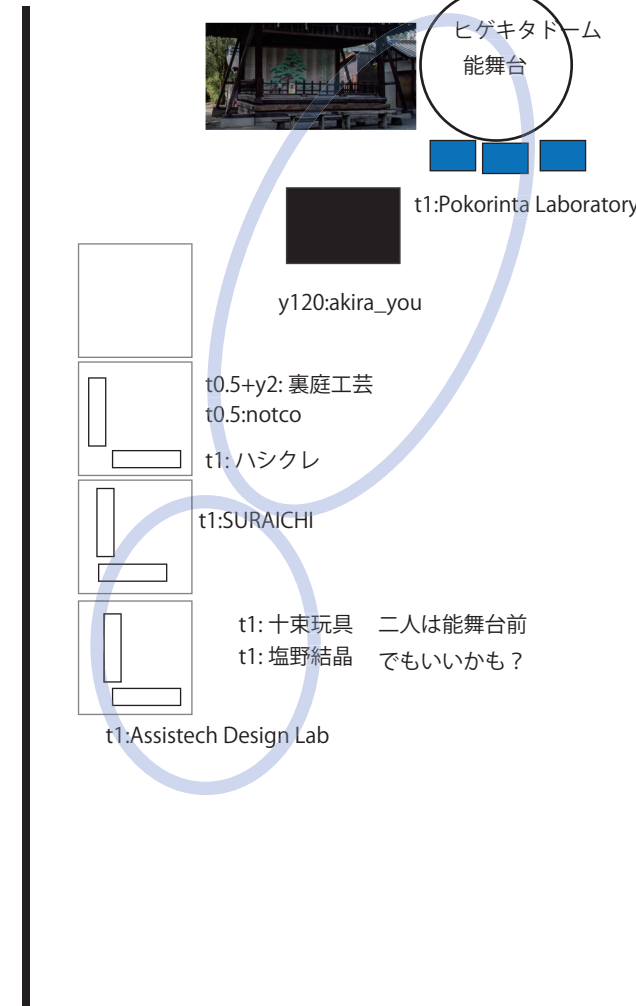 ヒゲキタドーム
能舞台
t1:Pokorinta Laboratory
y120:akira_you
t0.5+y2: 裏庭工芸
t0.5:notco
t1: ハシクレ
t1:SURAICHI
t1: 十束玩具 二人は能舞台前
t1: 塩野結晶 でもいいかも？
t1:Assistech Design Lab